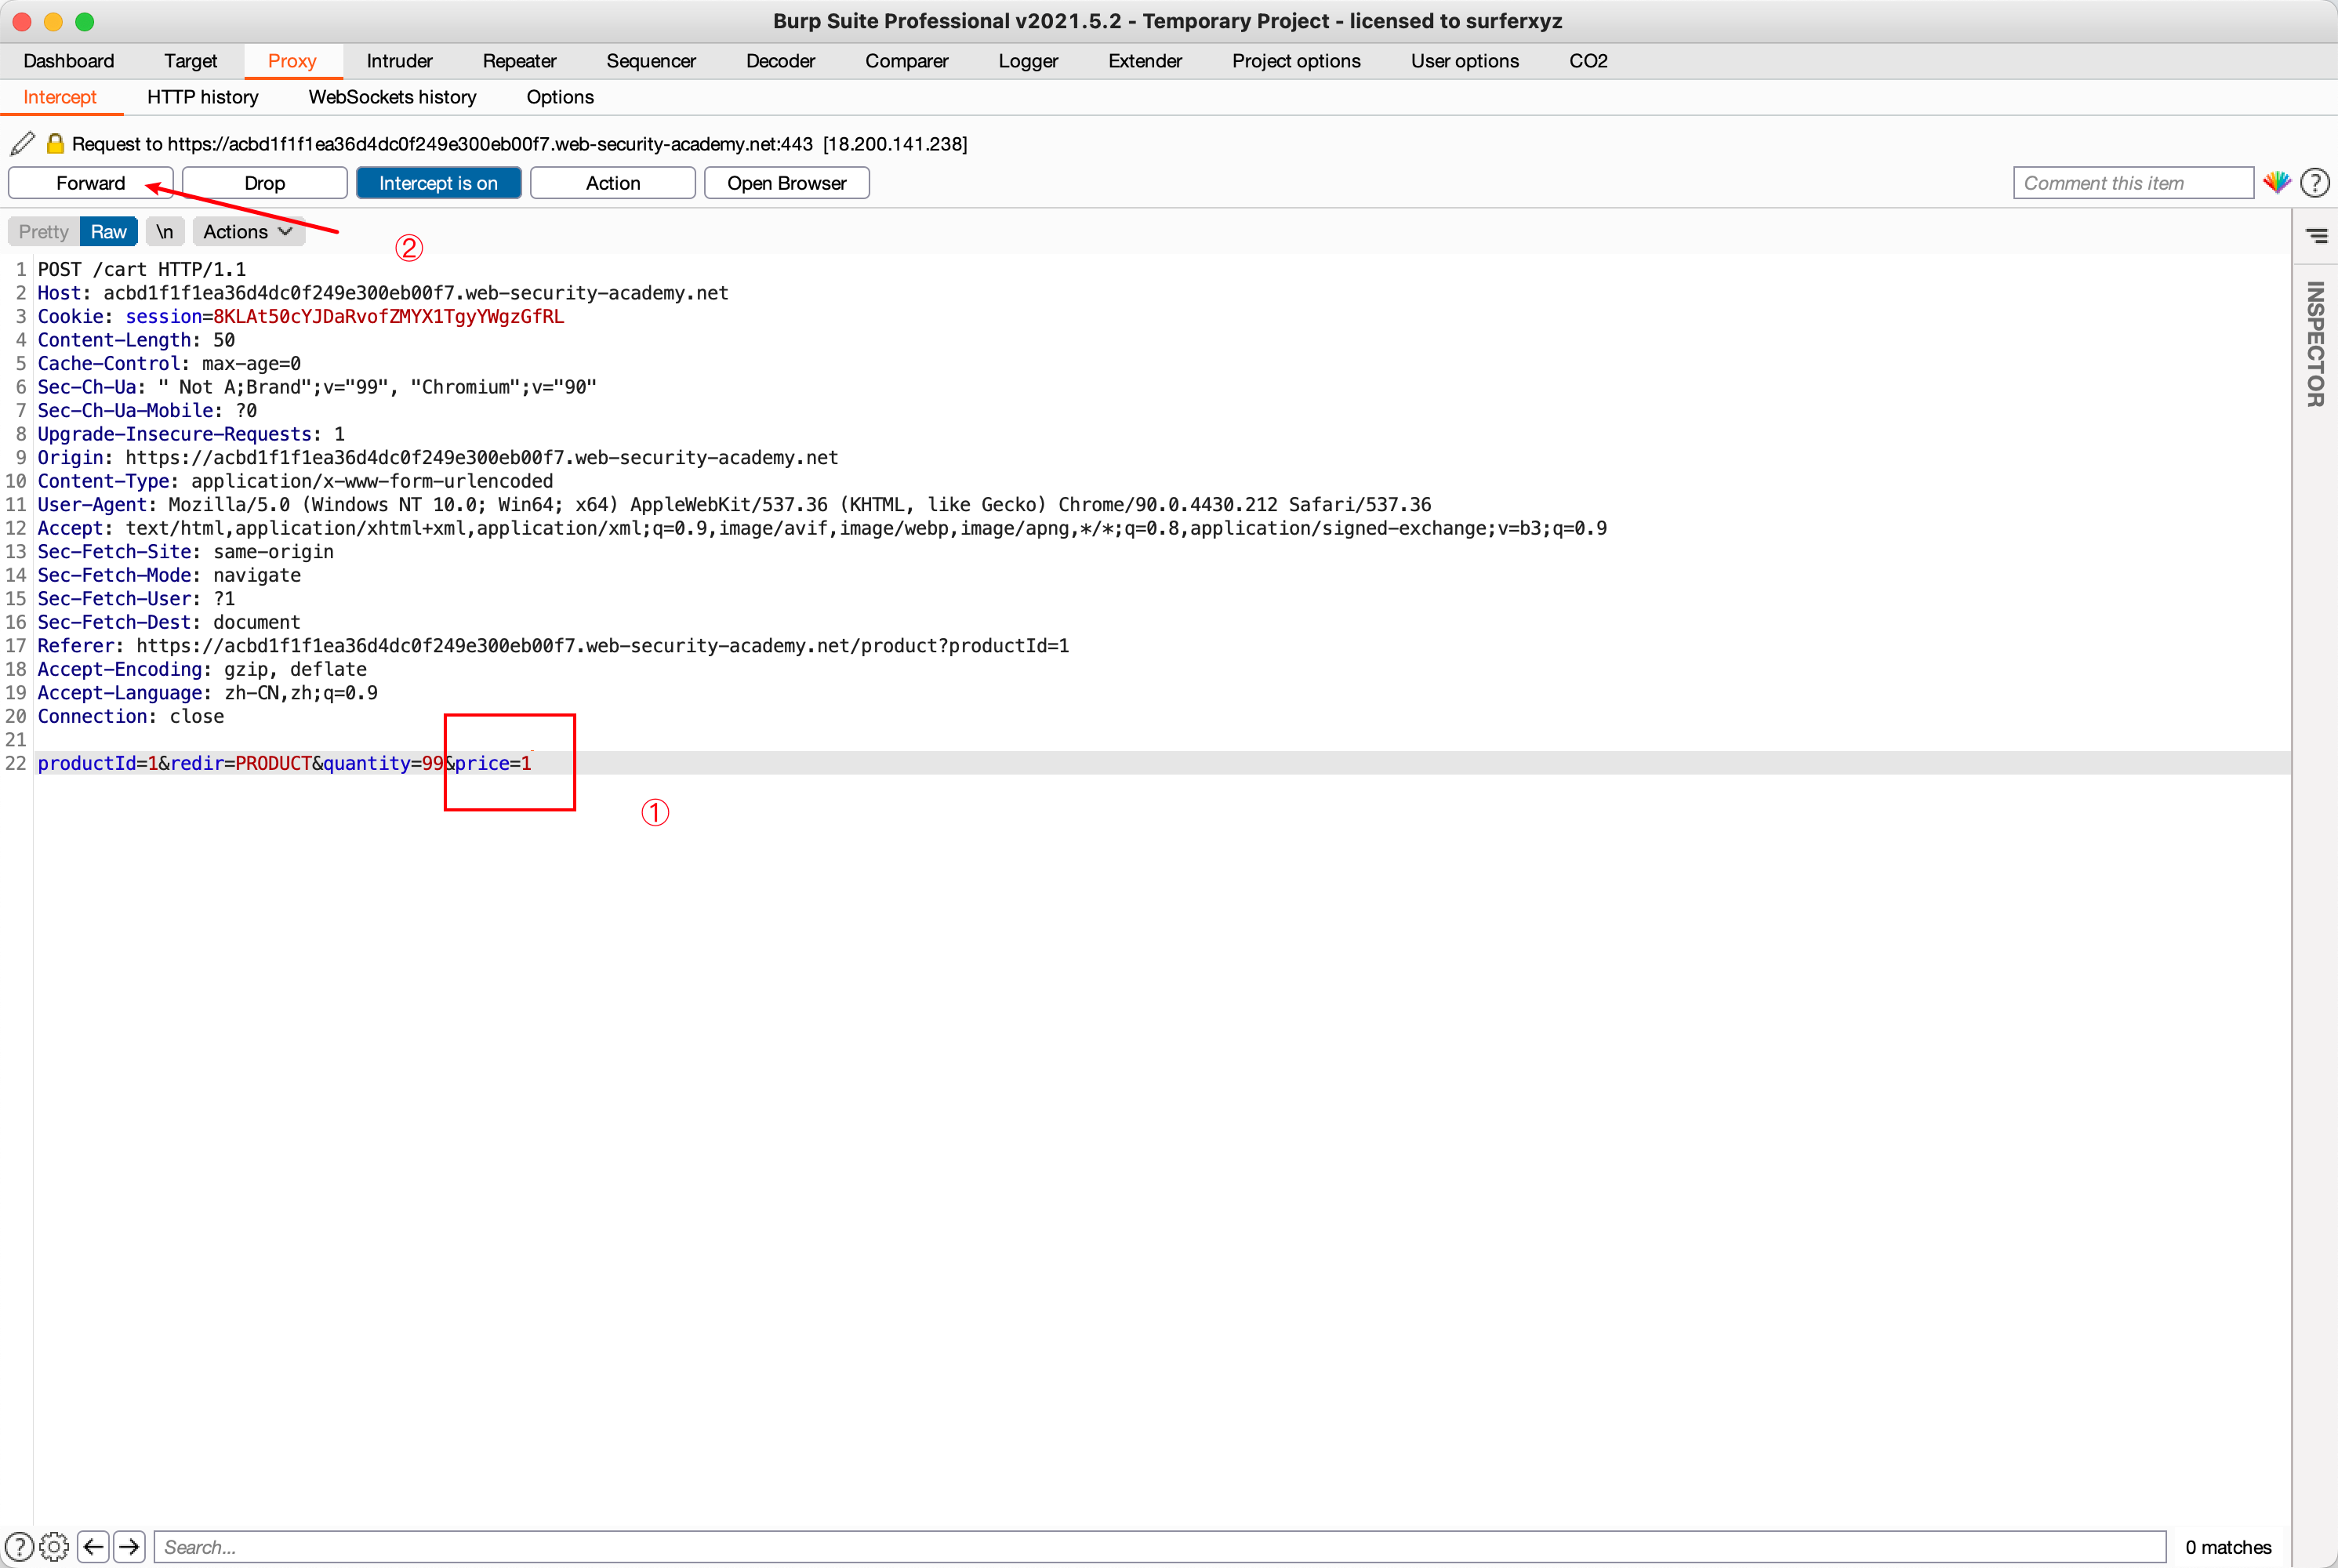 Burp Suite Professional v2021.5.2 - Temporary Project - licensed to surferxyz
Dashboard Target Proxy Intruder Repeater Sequencer Decoder Comparer Logger Extender Project options User options CO2
Intercept HTTP history WebSockets history Options
Request to https://acbd1f1f1ea36d4dc0f249e300eb00f7.web-security-academy.net:443 [18.200.141.238]
Forward Drop Intercept is on Action Open Browser Comment this item ?
Pretty Raw \n Actions
②
INSPECTOR
1 POST /cart HTTP/1.1
2 Host: acbd1f1f1ea36d4dc0f249e300eb00f7.web-security-academy.net
3 Cookie: session=8KLAt50cYJDaRvofZMYX1TgyYWgzGfRL
4 Content-Length: 50
5 Cache-Control: max-age=0
6 Sec-Ch-Ua: " Not A;Brand";v="99", "Chromium";v="90"
7 Sec-Ch-Ua-Mobile: ?0
8 Upgrade-Insecure-Requests: 1
9 Origin: https://acbd1f1f1ea36d4dc0f249e300eb00f7.web-security-academy.net
10 Content-Type: application/x-www-form-urlencoded
11 User-Agent: Mozilla/5.0 (Windows NT 10.0; Win64; x64) AppleWebKit/537.36 (KHTML, like Gecko) Chrome/90.0.4430.212 Safari/537.36
12 Accept: text/html,application/xhtml+xml,application/xml;q=0.9,image/avif,image/webp,image/apng,*/*;q=0.8,application/signed-exchange;v=b3;q=0.9
13 Sec-Fetch-Site: same-origin
14 Sec-Fetch-Mode: navigate
15 Sec-Fetch-User: ?1
16 Sec-Fetch-Dest: document
17 Referer: https://acbd1f1f1ea36d4dc0f249e300eb00f7.web-security-academy.net/product?productId=1
18 Accept-Encoding: gzip, deflate
19 Accept-Language: zh-CN,zh;q=0.9
20 Connection: close
21
22 productId=1&redir=PRODUCT&quantity=99&price=1
①
? Search... 0 matches